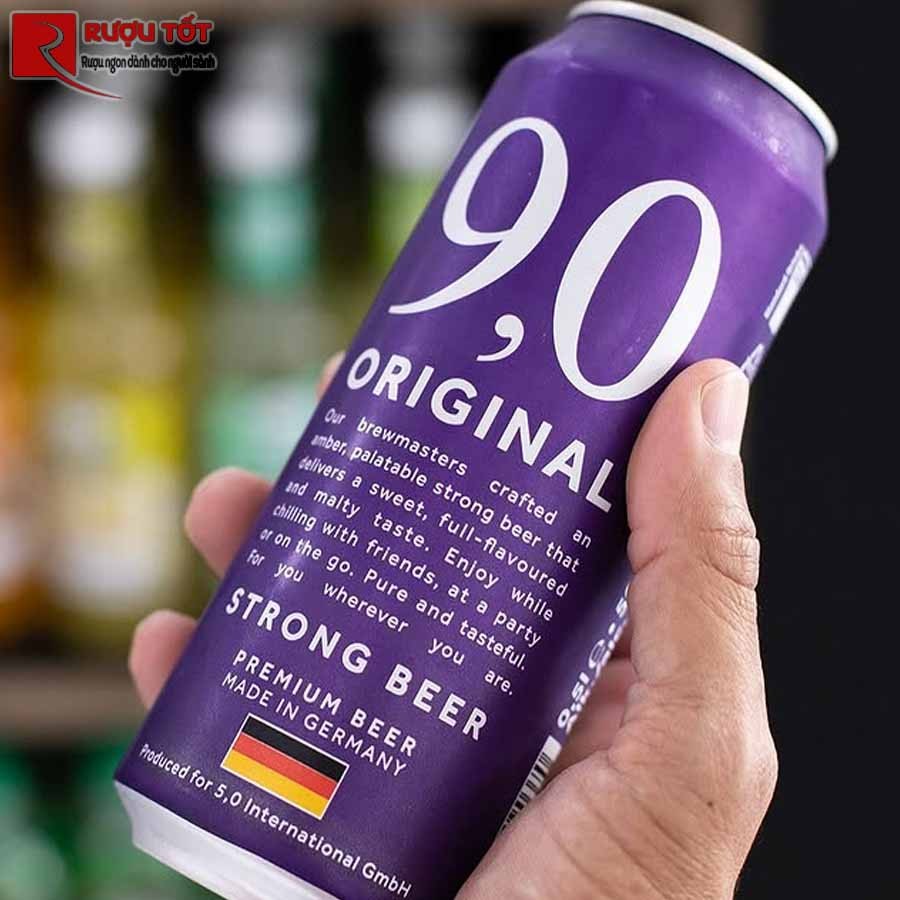 RƯỢU TỐT
Rượu ngon dành cho người sành
9,0
ORIGINAL
Our brewmasters crafted an
amber, palatable strong beer that
delivers a sweet, full-flavoured
and malty taste. Enjoy while
chilling with friends, at a party
or on the go. Pure and tasteful.
For you wherever you are.
STRONG BEER
PREMIUM BEER
MADE IN GERMANY
Produced for 5,0 International GmbH